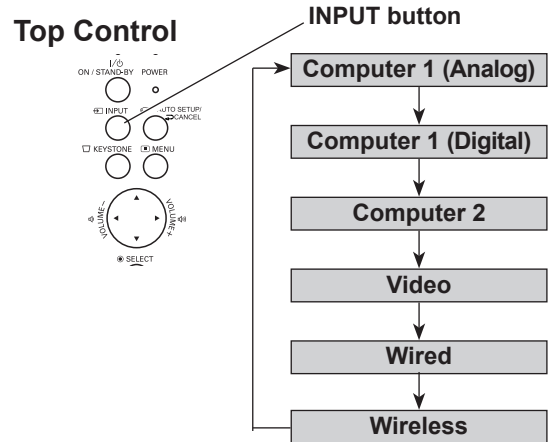 Top Control
INPUT button
ON / STAND-BY POWER
INPUT
AUTO SETUP/
CANCEL
KEYSTONE
MENU
VOLUME−
VOLUME+
SELECT
Computer 1 (Analog)
Computer 1 (Digital)
Computer 2
Video
Wired
Wireless